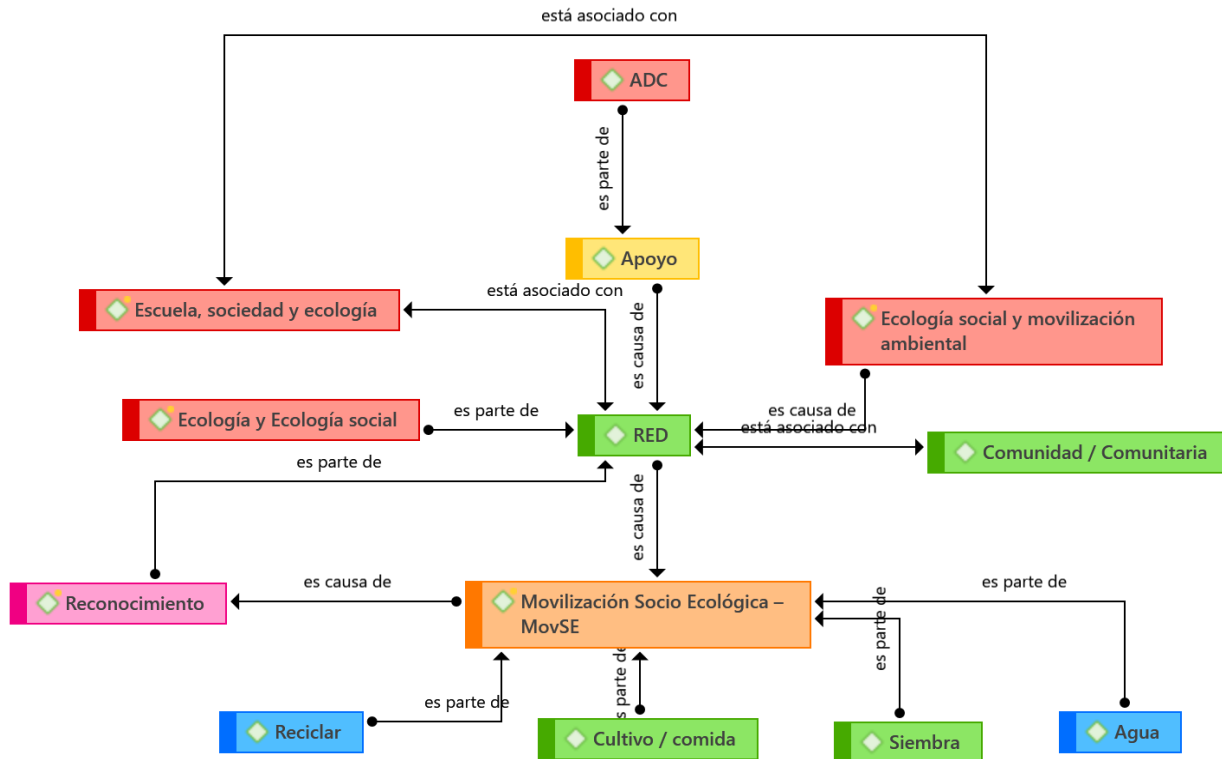 está asociado con
ADC
es parte de
Apoyo
está asociado con
Escuela, sociedad y ecología
es causa de
Ecología social y movilización
ambiental
Ecología y Ecología social
es parte de
RED
es causa de
está asociado con
Comunidad / Comunitaria
es parte de
es causa de
Reconocimiento
es causa de
Movilización Socio Ecológica –
MovSE
es parte de
es parte de
es parte de
es parte de
Reciclar
Cultivo / comida
Siembra
Agua